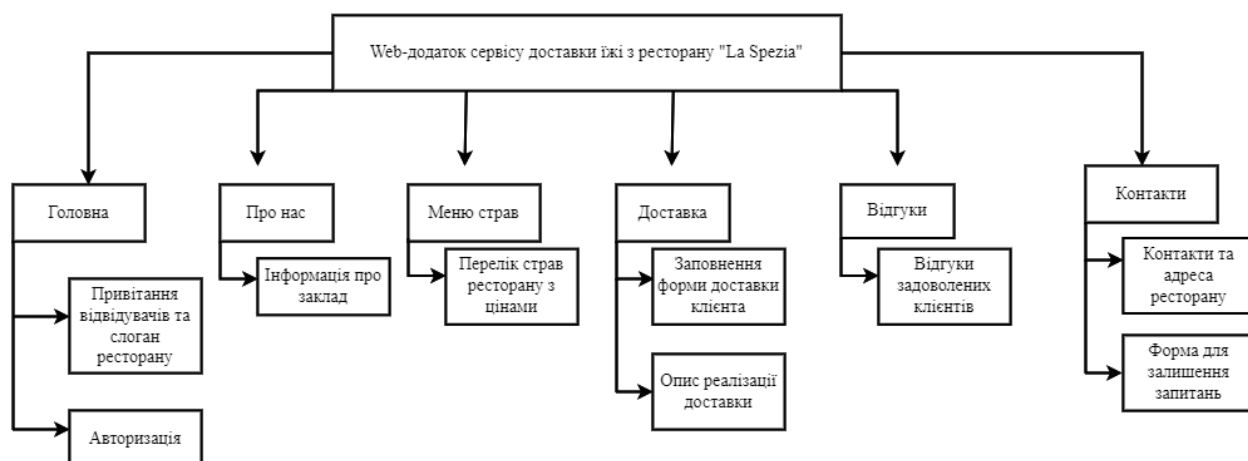 Web-додаток сервісу доставки їжі з ресторану "La Spezia"
Головна
Привітання
відвідувачів та
слоган
ресторану
Авторизація
Про нас
Інформація про
заклад
Меню страв
Перелік страв
ресторану з
цінами
Доставка
Заповнення
форми доставки
клієнта
Опис реалізації
доставки
Відгуки
Відгуки
задоволених
клієнтів
Контакти
Контакти та
адреса
ресторану
Форма для
залишення
запитань